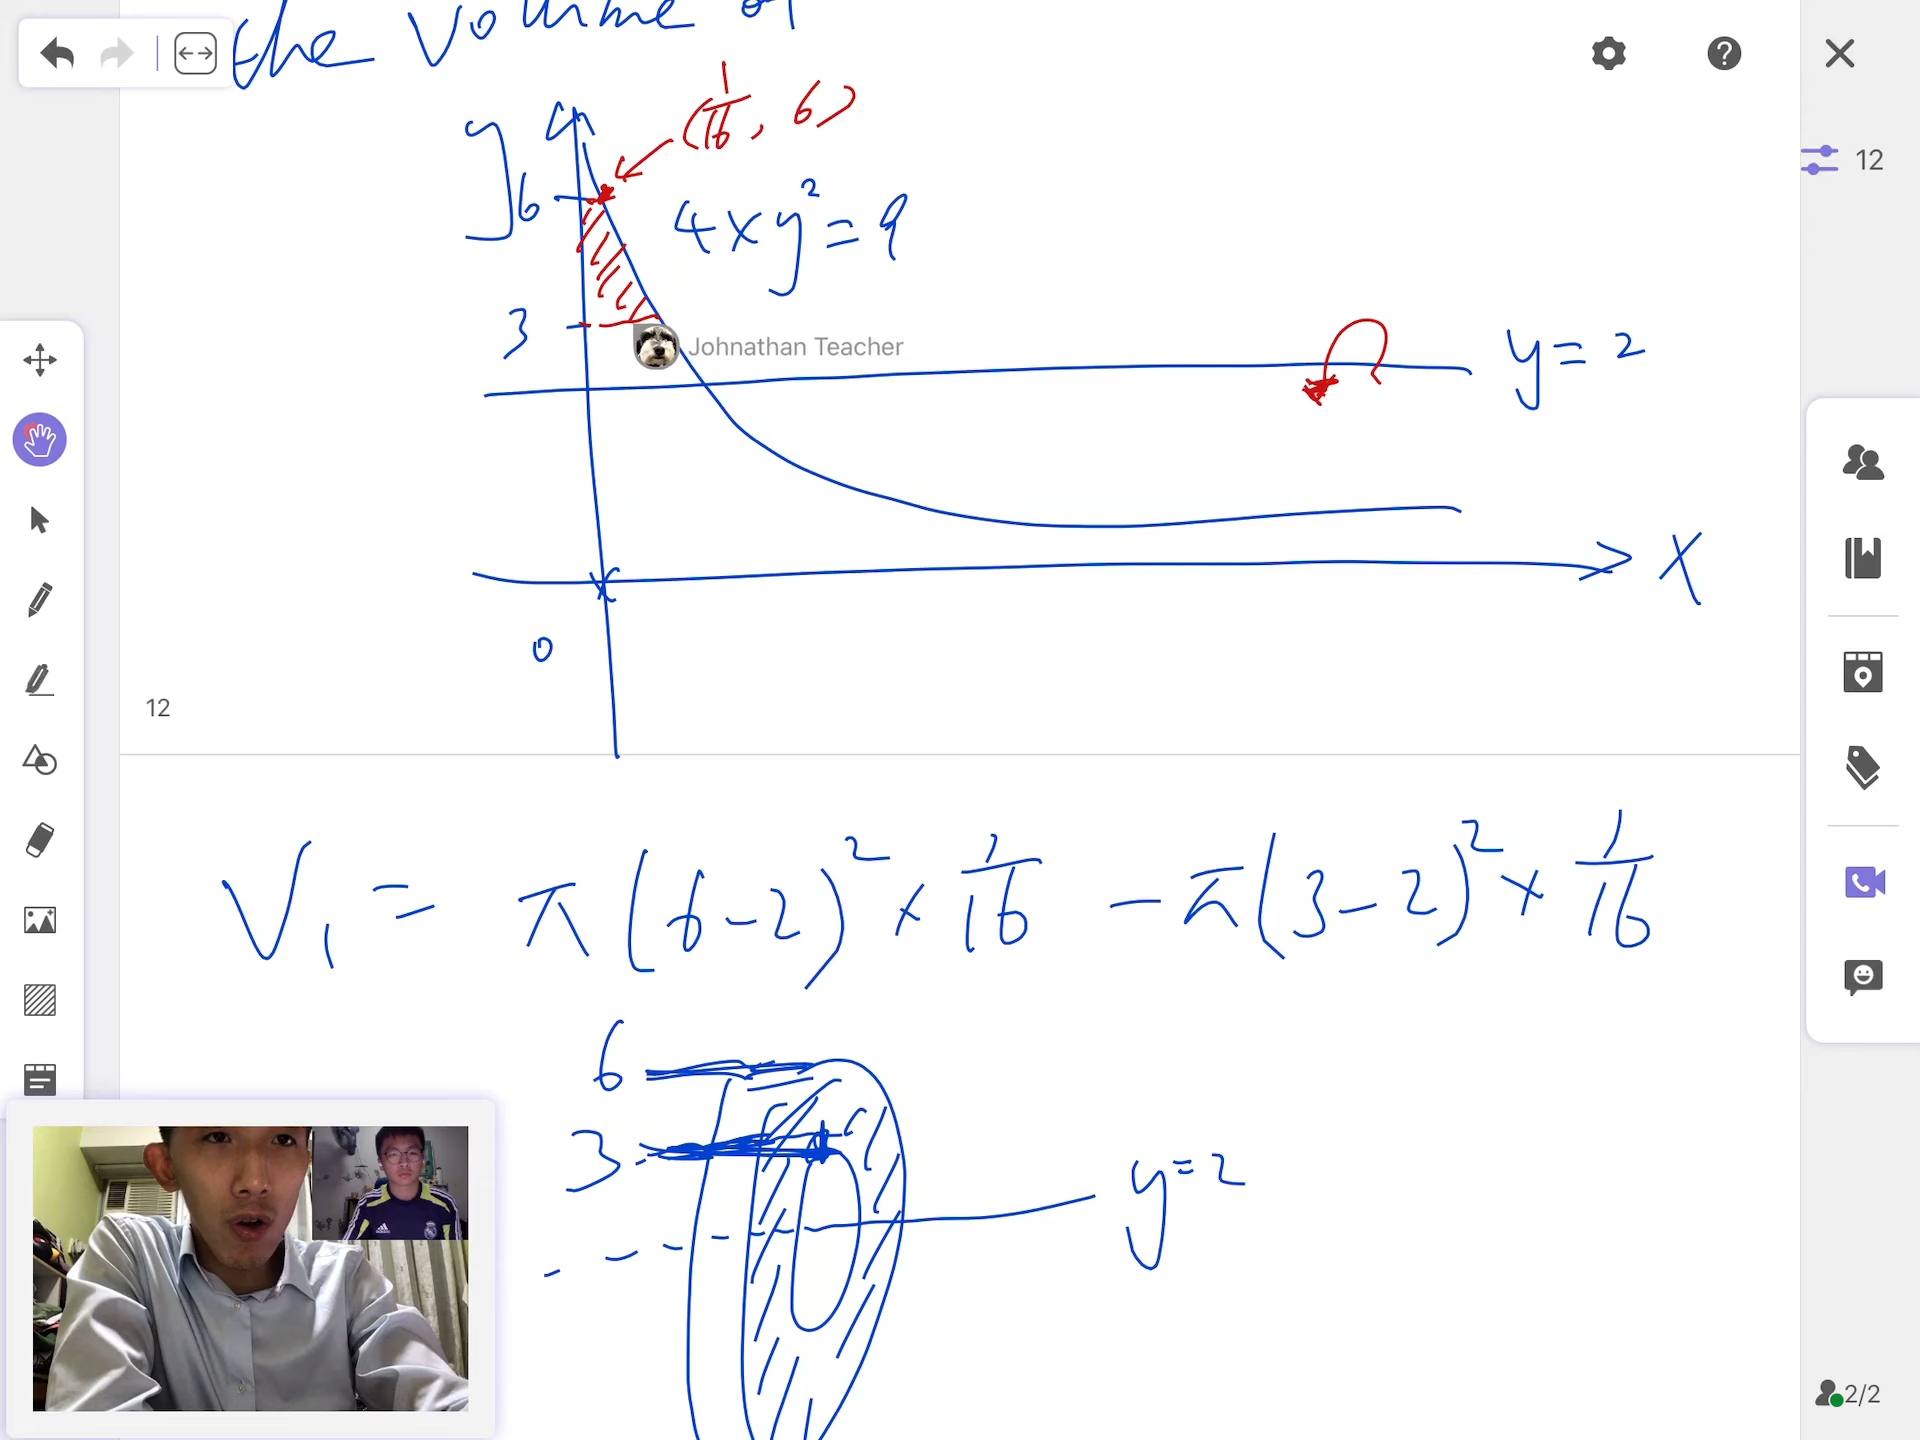 the volume of
y
6
(1/16, 6)
4xy² = 9
3
Johnathan Teacher
y = 2
x
0
12
12
V₁ = π(6-2)² × 1/16 - π(3-2)² × 1/16
6
3
y=2
2/2